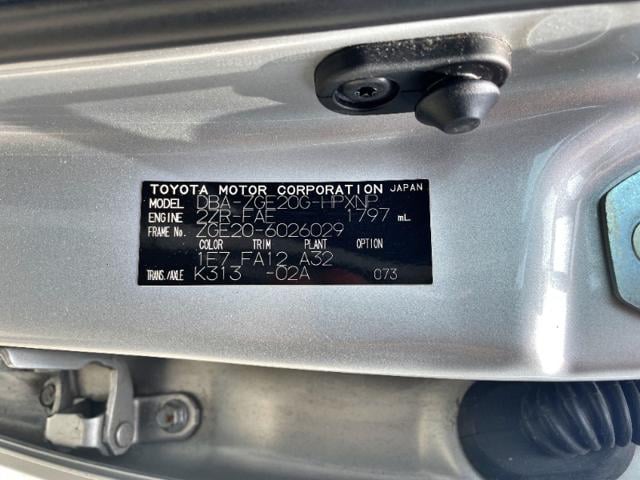 TOYOTA MOTOR CORPORATION JAPAN
MODEL DBA-ZGE20G-HPXNP
ENGINE 2ZR-FAE 1797 mL
FRAME No. ZGE20-6026029
COLOR TRIM PLANT OPTION
1E7 FA12 A32
TRANS./AXLE K313 -02A 073